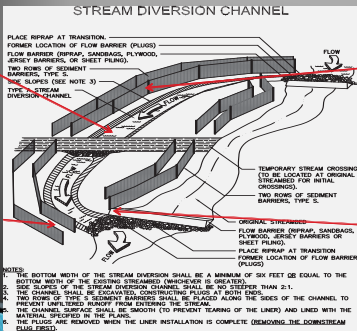 STREAM DIVERSION CHANNEL
PLACE RIPRAP AT TRANSITION.
FORMER LOCATION OF FLOW BARRIER (PLUGS)
FLOW BARRIER (RIPRAP, SANDBAGS, PLYWOOD,
JERSEY BARRIERS, OR SHEET PILING).
TWO ROWS OF SEDIMENT
BARRIERS, TYPE S.
SIDE SLOPES (SEE NOTE 3)
TYPE STREAM
DIVERSION CHANNEL
FLOW
FLOW
FLOW
TEMPORARY STREAM CROSSING
(TO BE LOCATED AT ORIGINAL
STREAMBED FOR INITIAL
CROSSINGS).
TWO ROWS OF SEDIMENT
BARRIERS, TYPE S.
ORIGINAL STREAMBED
FLOW BARRIER (RIPRAP, SANDBAGS,
PLYWOOD, JERSEY BARRIERS OR
SHEET PILING).
PLACE RIPRAP AT TRANSITION
FORMER LOCATION OF FLOW BARRIER
(PLUGS)
NOTES:
1. THE BOTTOM WIDTH OF THE STREAM DIVERSION SHALL BE A MINIMUM OF SIX FEET OR EQUAL TO THE
BOTTOM WIDTH OF THE EXISTING STREAMBED (WHICHEVER IS GREATER).
2. SIDE SLOPES OF THE STREAM DIVERSION CHANNEL SHALL BE NO STEEPER THAN 2:1.
3. THE CHANNEL SHALL BE EXCAVATED, CONSTRUCTING PLUGS AT BOTH ENDS.
4. TWO ROWS OF TYPE S SEDIMENT BARRIERS SHALL BE PLACED ALONG THE SIDES OF THE CHANNEL TO
PREVENT UNFILTERED RUNOFF FROM ENTERING THE STREAM.
5. THE CHANNEL SURFACE SHALL BE SMOOTH (TO PREVENT TEARING OF THE LINER) AND LINED WITH THE
MATERIAL SPECIFIED IN THE PLANS.
6. THE PLUGS ARE REMOVED WHEN THE LINER INSTALLATION IS COMPLETE (REMOVING THE DOWNSTREAM
PLUG FIRST).